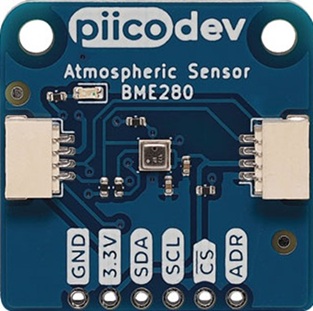 piicodev
Atmospheric Sensor
BME280
GND
3.3V
SDA
SCL
CS
ADR